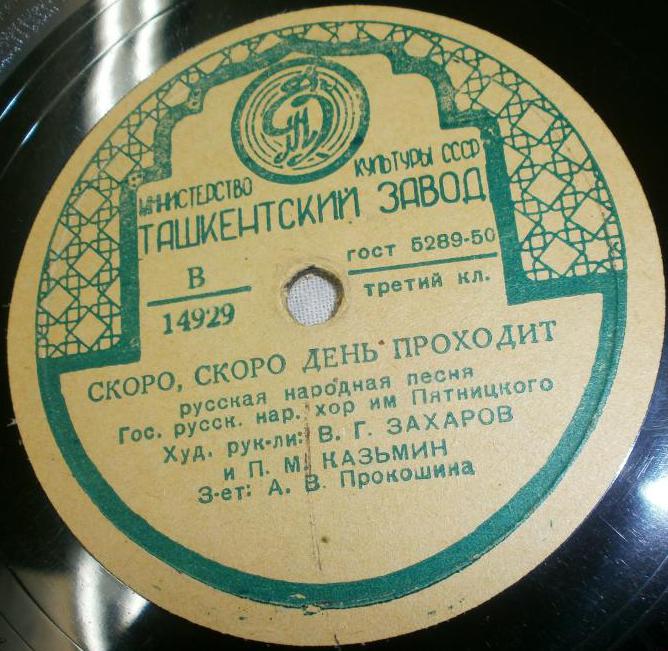 МИНИСТЕРСТВО КУЛЬТУРЫ СССР
ТАШКЕНТСКИЙ ЗАВОД
В
14929
ГОСТ 5289-50
третий кл.
СКОРО, СКОРО ДЕНЬ ПРОХОДИТ
русская народная песня
Гос. русск. нар. хор им Пятницкого
Худ. рук-ли: В. Г. ЗАХАРОВ
и П. М. КАЗЬМИН
З-ет: А. В. Прокошина